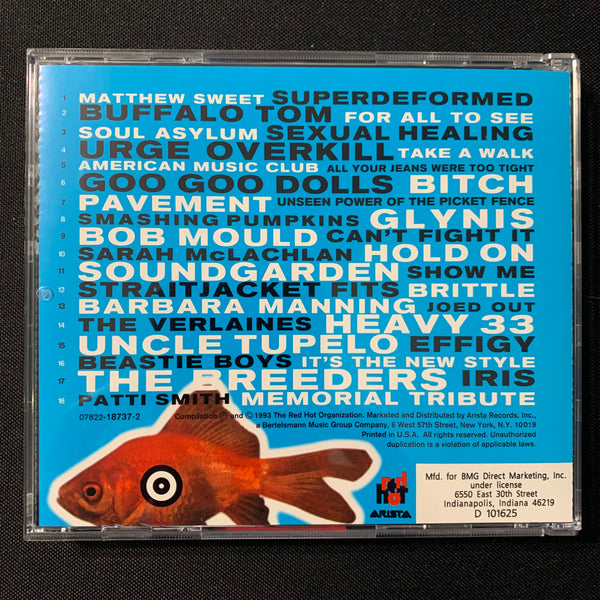 1 MATTHEW SWEET SUPERDEFORMED
2 BUFFALO TOM FOR ALL TO SEE
3 SOUL ASYLUM SEXUAL HEALING
4 URGE OVERKILL TAKE A WALK
5 AMERICAN MUSIC CLUB ALL YOUR JEANS WERE TOO TIGHT
6 GOO GOO DOLLS BITCH
7 PAVEMENT UNSEEN POWER OF THE PICKET FENCE
8 SMASHING PUMPKINS GLYNIS
9 BOB MOULD CAN'T FIGHT IT
10 SARAH McLACHLAN HOLD ON
11 SOUNDGARDEN SHOW ME
12 STRAITJACKET FITS BRITTLE
13 BARBARA MANNING JOED OUT
14 THE VERLAINES HEAVY 33
15 UNCLE TUPELO EFFIGY
16 BEASTIE BOYS IT'S THE NEW STYLE
17 THE BREEDERS IRIS
18 PATTI SMITH MEMORIAL TRIBUTE
07822-18737-2
Compilation ℗ and © 1993 The Red Hot Organization. Marketed and Distributed by Arista Records, Inc.,
a Bertelsmann Music Group Company, 6 West 57th Street, New York, N.Y. 10019
Printed in U.S.A. All rights reserved. Unauthorized
duplication is a violation of applicable laws.
red
hot
ARISTA
Mfd. for BMG Direct Marketing, Inc.
under license
6550 East 30th Street
Indianapolis, Indiana 46219
D 101625